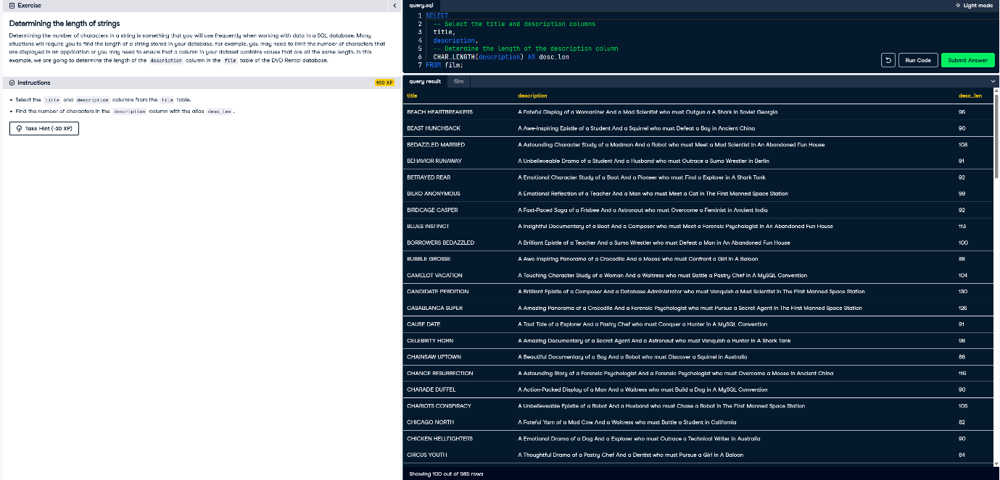 Exercise
Determining the length of strings
Determining the number of characters in a string is something that you will use frequently when working with data in a SQL database. Many
situations will require you to find the length of a string stored in your database. For example, you may need to limit the number of characters that
are displayed in an application or you may need to ensure that a column in your dataset contains values that are all the same length. In this
example, we are going to determine the length of the description column in the film table of the DVD Rental database.
Instructions 100 XP
• Select the title and description columns from the film table.
• Find the number of characters in the description column with the alias desc_len.
Take Hint (-30 XP)
query.sql Light mode
1 SELECT
2 -- Select the title and description columns
3 title,
4 description,
5 -- Determine the length of the description column
6 CHAR_LENGTH(description) AS desc_len
7 FROM film;
Run Code Submit Answer
query result film
title description desc_len
BEACH HEARTBREAKERS A Fateful Display of a Womanizer And a Mad Scientist who must Outgun a A Shark in Soviet Georgia 96
BEAST HUNCHBACK A Awe-Inspiring Epistle of a Student And a Squirrel who must Defeat a Boy in Ancient China 90
BEDAZZLED MARRIED A Astounding Character Study of a Madman And a Robot who must Meet a Mad Scientist in An Abandoned Fun House 108
BEHAVIOR RUNAWAY A Unbelieveable Drama of a Student And a Husband who must Outrace a Sumo Wrestler in Berlin 91
BETRAYED REAR A Emotional Character Study of a Boat And a Pioneer who must Find a Explorer in A Shark Tank 92
BILKO ANONYMOUS A Emotional Reflection of a Teacher And a Man who must Meet a Cat in The First Manned Space Station 99
BIRDCAGE CASPER A Fast-Paced Saga of a Frisbee And a Astronaut who must Overcome a Feminist in Ancient India 92
BLUES INSTINCT A Insightful Documentary of a Boat And a Composer who must Meet a Forensic Psychologist in An Abandoned Fun House 113
BORROWERS BEDAZZLED A Brilliant Epistle of a Teacher And a Sumo Wrestler who must Defeat a Man in An Abandoned Fun House 100
BUBBLE GROSSE A Awe-Inspiring Panorama of a Crocodile And a Moose who must Confront a Girl in A Baloon 88
CAMELOT VACATION A Touching Character Study of a Woman And a Waitress who must Battle a Pastry Chef in A MySQL Convention 104
CANDIDATE PERDITION A Brilliant Epistle of a Composer And a Database Administrator who must Vanquish a Mad Scientist in The First Manned Space Station 130
CASABLANCA SUPER A Amazing Panorama of a Crocodile And a Forensic Psychologist who must Pursue a Secret Agent in The First Manned Space Station 126
CAUSE DATE A Taut Tale of a Explorer And a Pastry Chef who must Conquer a Hunter in A MySQL Convention 91
CELEBRITY HORN A Amazing Documentary of a Secret Agent And a Astronaut who must Vanquish a Hunter in A Shark Tank 98
CHAINSAW UPTOWN A Beautiful Documentary of a Boy And a Robot who must Discover a Squirrel in Australia 86
CHANCE RESURRECTION A Astounding Story of a Forensic Psychologist And a Forensic Psychologist who must Overcome a Moose in Ancient China 116
CHARADE DUFFEL A Action-Packed Display of a Man And a Waitress who must Build a Dog in A MySQL Convention 90
CHARIOTS CONSPIRACY A Unbelieveable Epistle of a Robot And a Husband who must Chase a Robot in The First Manned Space Station 105
CHICAGO NORTH A Fateful Yarn of a Mad Cow And a Waitress who must Battle a Student in California 82
CHICKEN HELLFIGHTERS A Emotional Drama of a Dog And a Explorer who must Outrace a Technical Writer in Australia 90
CIRCUS YOUTH A Thoughtful Drama of a Pastry Chef And a Dentist who must Pursue a Girl in A Baloon 84
Showing 100 out of 985 rows